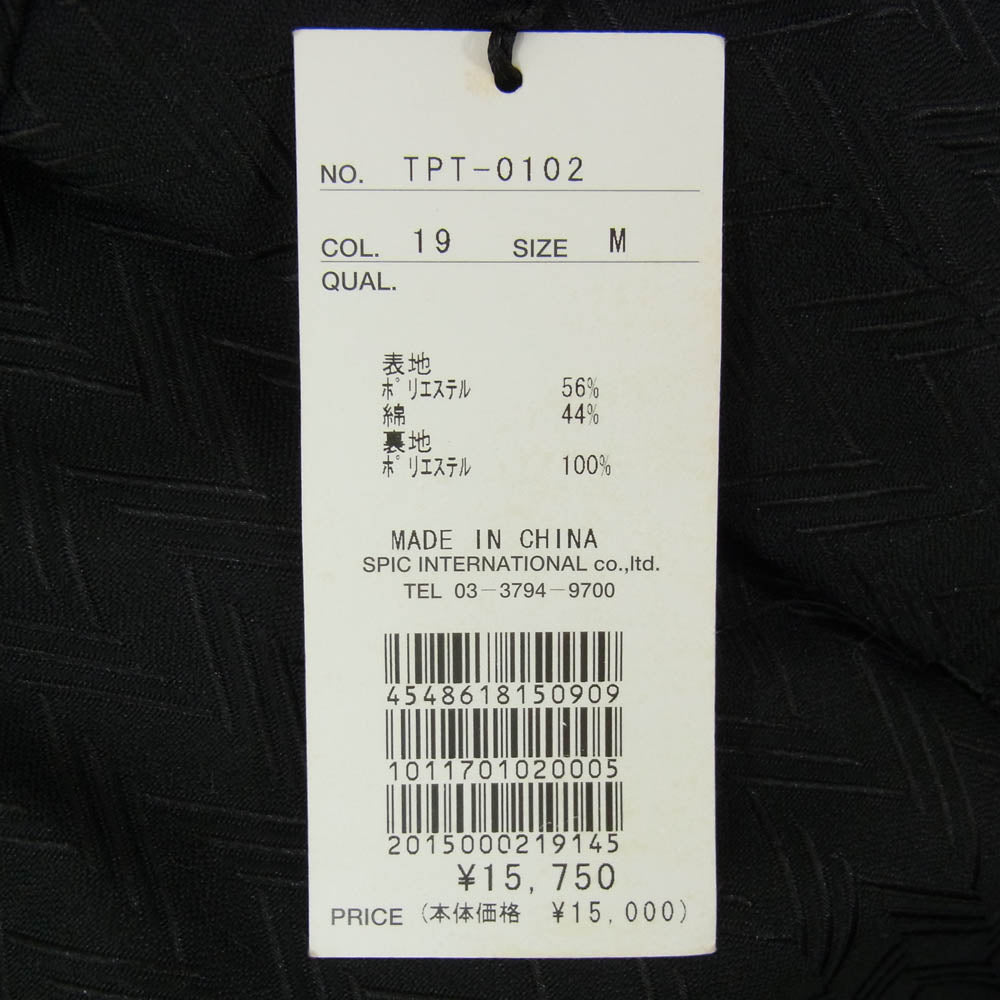 NO. TPT-0102
COL. 19 SIZE M
QUAL.
表地
ポリエステル 56%
綿 44%
裏地
ポリエステル 100%
MADE IN CHINA
SPIC INTERNATIONAL co.,ltd.
TEL 03－3794－9700
4548618150909
1011701020005
2015000219145
¥15,750
PRICE (本体価格 ¥15,000)